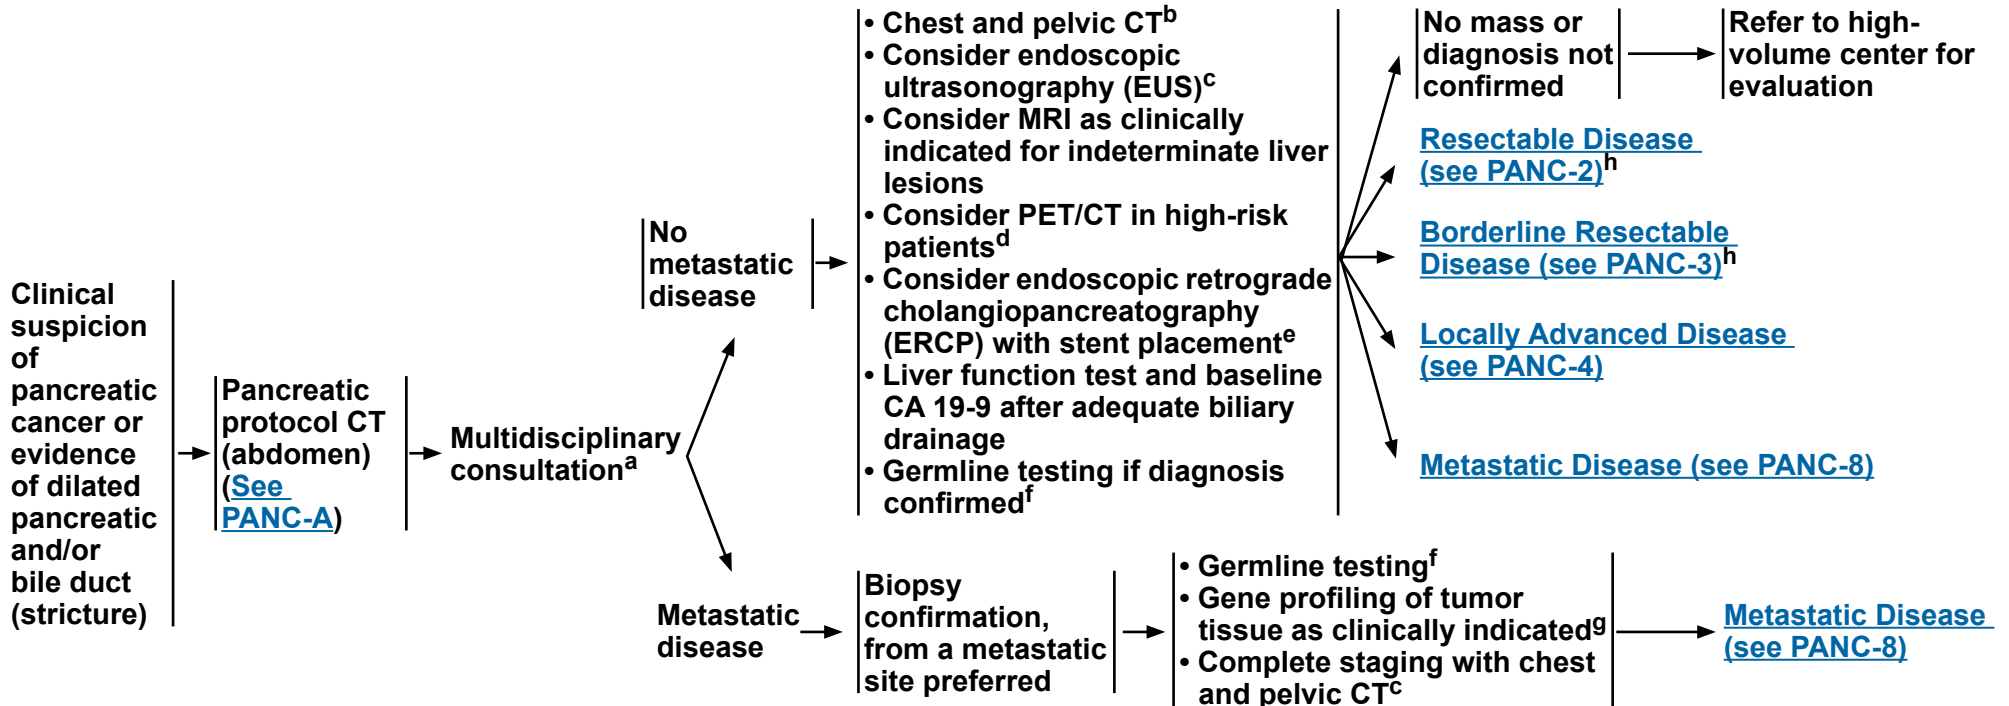 Clinical
suspicion
of
pancreatic
cancer or
evidence
of dilated
pancreatic
and/or
bile duct
(stricture)
Pancreatic
protocol CT
(abdomen)
(See
PANC-A)
Multidisciplinary
consultationa
No
metastatic
disease
• Chest and pelvic CTb
• Consider endoscopic
ultrasonography (EUS)c
• Consider MRI as clinically
indicated for indeterminate liver
lesions
• Consider PET/CT in high-risk
patientsd
• Consider endoscopic retrograde
cholangiopancreatography
(ERCP) with stent placemente
• Liver function test and baseline
CA 19-9 after adequate biliary
drainage
• Germline testing if diagnosis
confirmedf
No mass or
diagnosis not
confirmed
Refer to high-
volume center for
evaluation
Resectable Disease
(see PANC-2)h
Borderline Resectable
Disease (see PANC-3)h
Locally Advanced Disease
(see PANC-4)
Metastatic Disease (see PANC-8)
Metastatic
disease
Biopsy
confirmation,
from a metastatic
site preferred
• Germline testingf
• Gene profiling of tumor
tissue as clinically indicatedg
• Complete staging with chest
and pelvic CTc
Metastatic Disease
(see PANC-8)